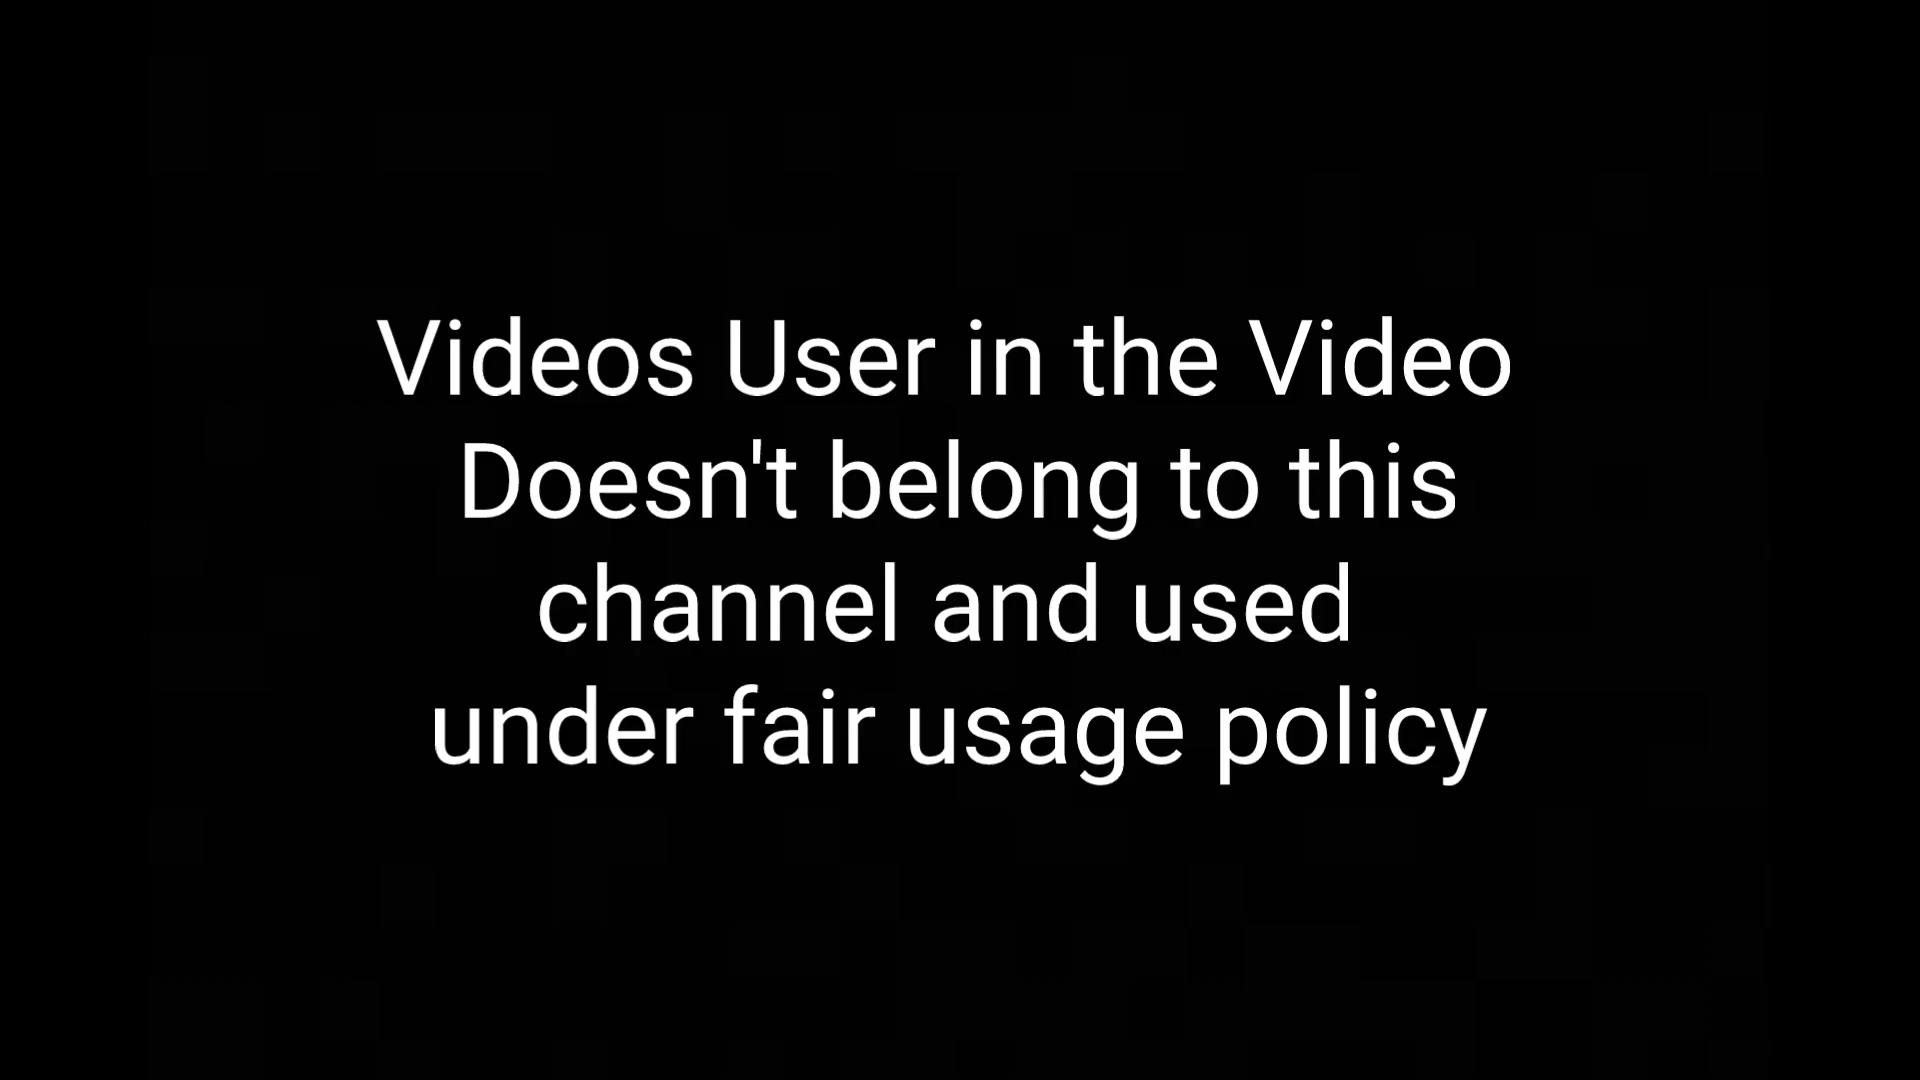 Videos User in the Video
Doesn't belong to this
channel and used
under fair usage policy